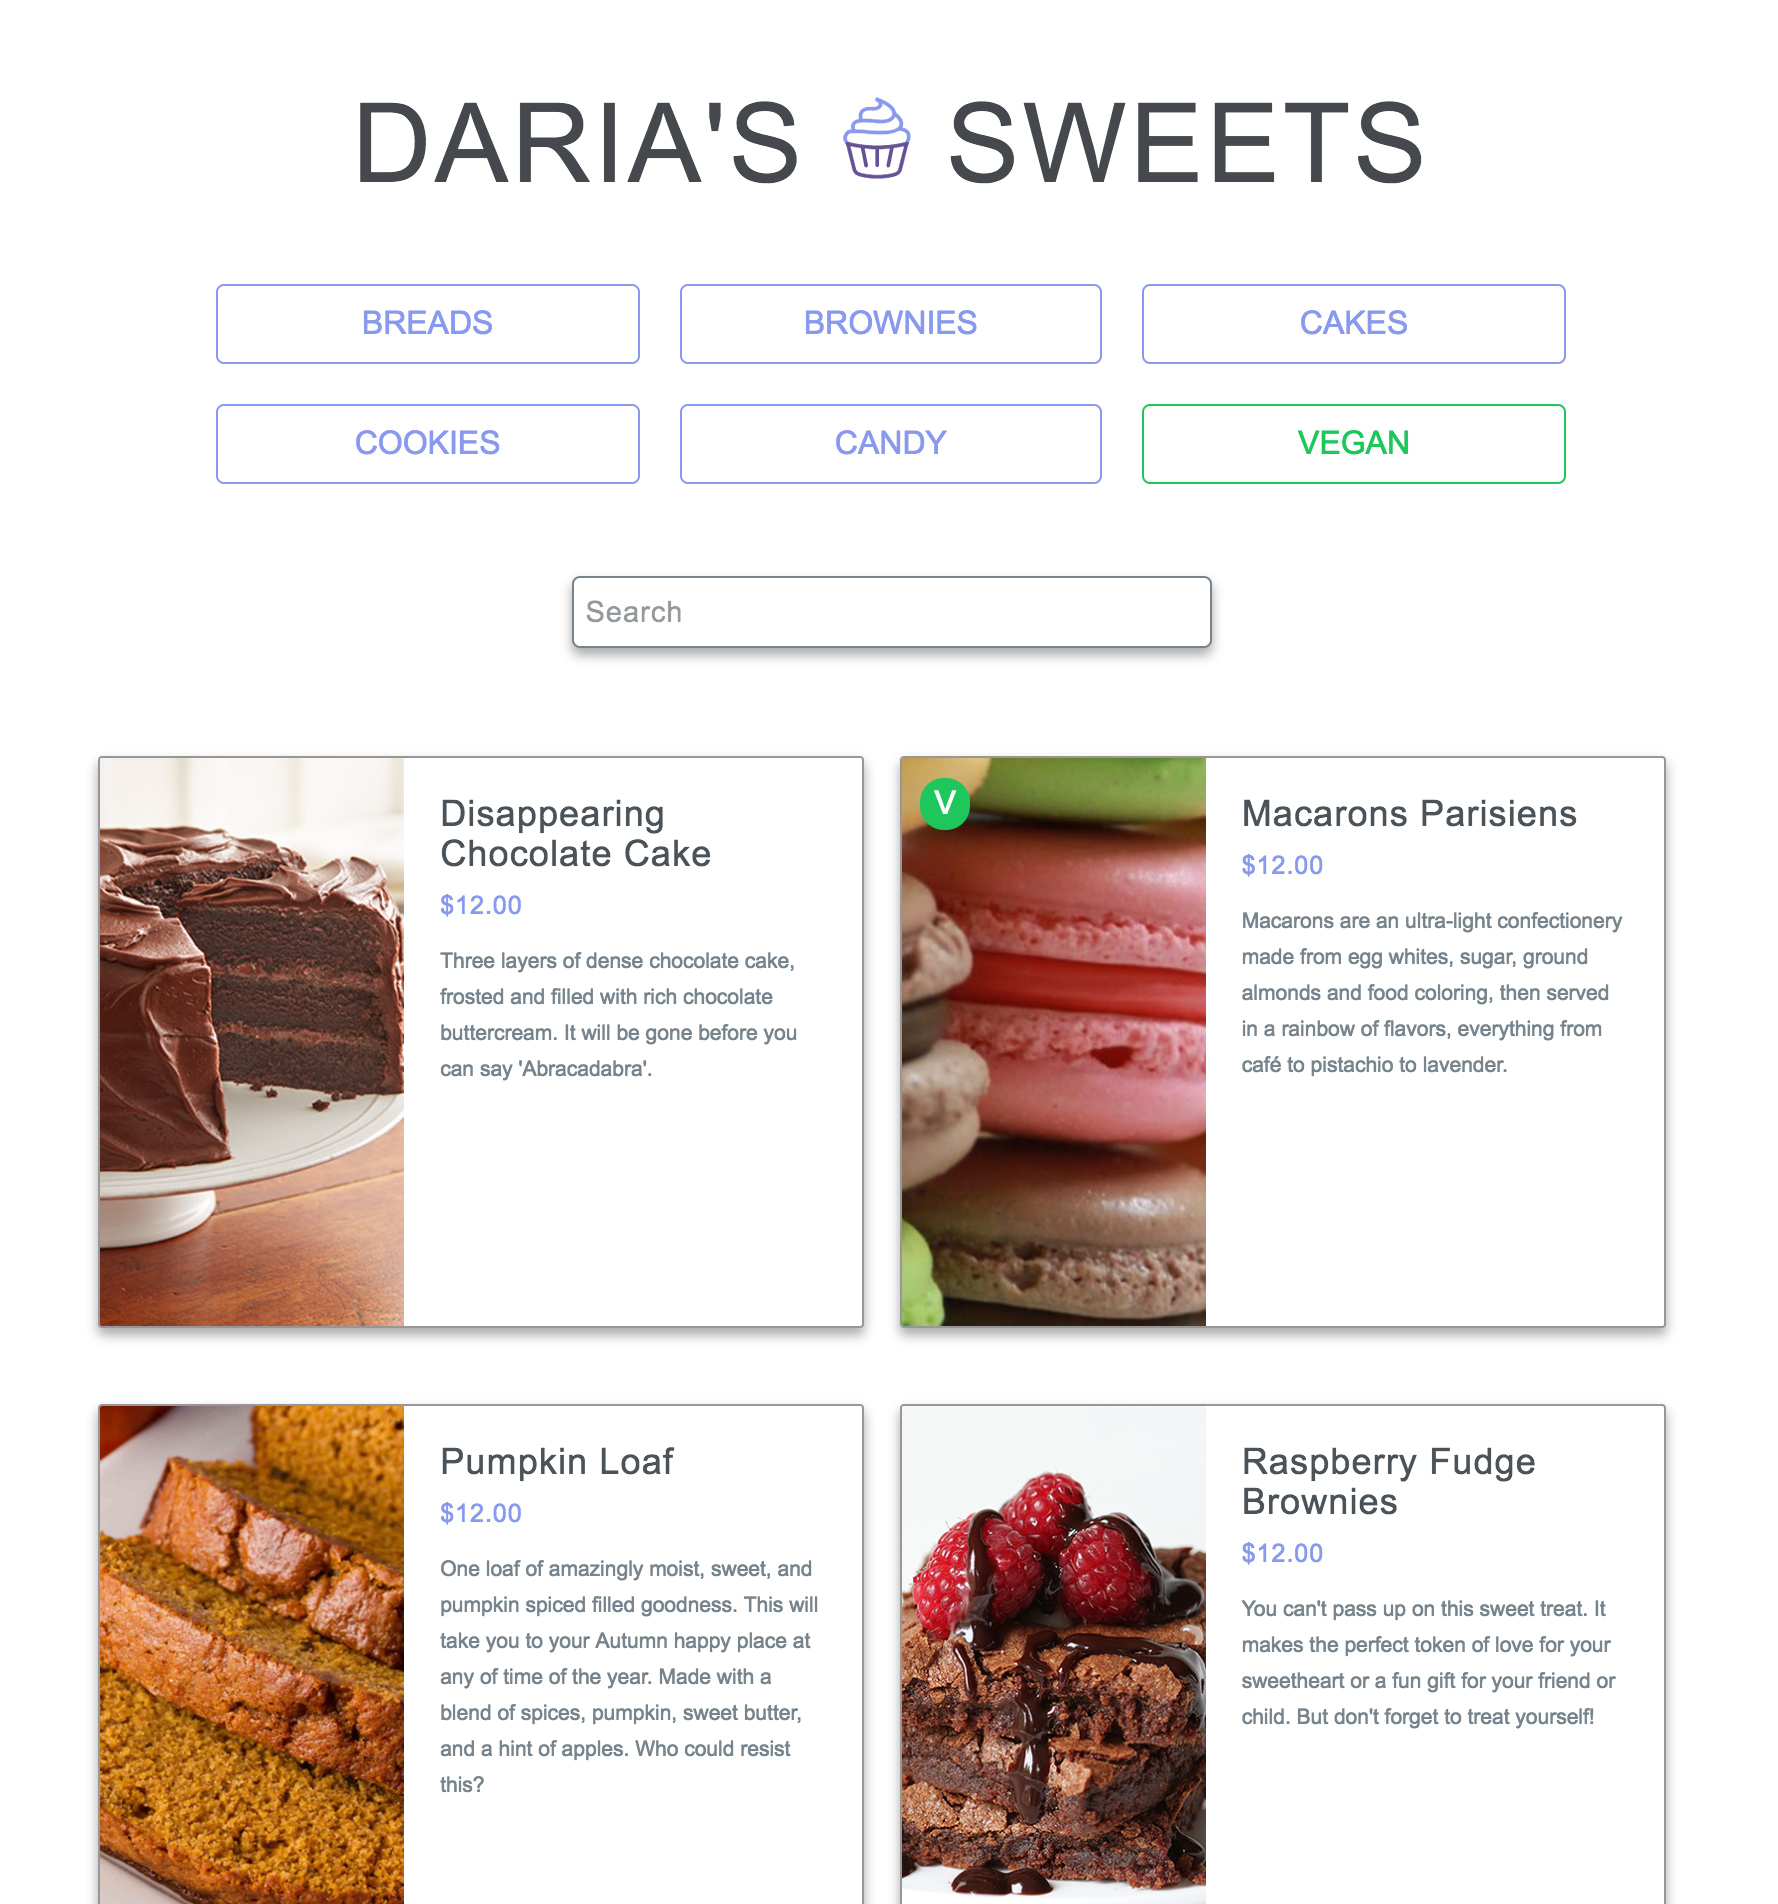 DARIA'S SWEETS
BREADS
BROWNIES
CAKES
COOKIES
CANDY
VEGAN
Search
Disappearing
Chocolate Cake
$12.00
Three layers of dense chocolate cake,
frosted and filled with rich chocolate
buttercream. It will be gone before you
can say 'Abracadabra'.
V
Macarons Parisiens
$12.00
Macarons are an ultra-light confectionery
made from egg whites, sugar, ground
almonds and food coloring, then served
in a rainbow of flavors, everything from
café to pistachio to lavender.
Pumpkin Loaf
$12.00
One loaf of amazingly moist, sweet, and
pumpkin spiced filled goodness. This will
take you to your Autumn happy place at
any of time of the year. Made with a
blend of spices, pumpkin, sweet butter,
and a hint of apples. Who could resist
this?
Raspberry Fudge
Brownies
$12.00
You can't pass up on this sweet treat. It
makes the perfect token of love for your
sweetheart or a fun gift for your friend or
child. But don't forget to treat yourself!